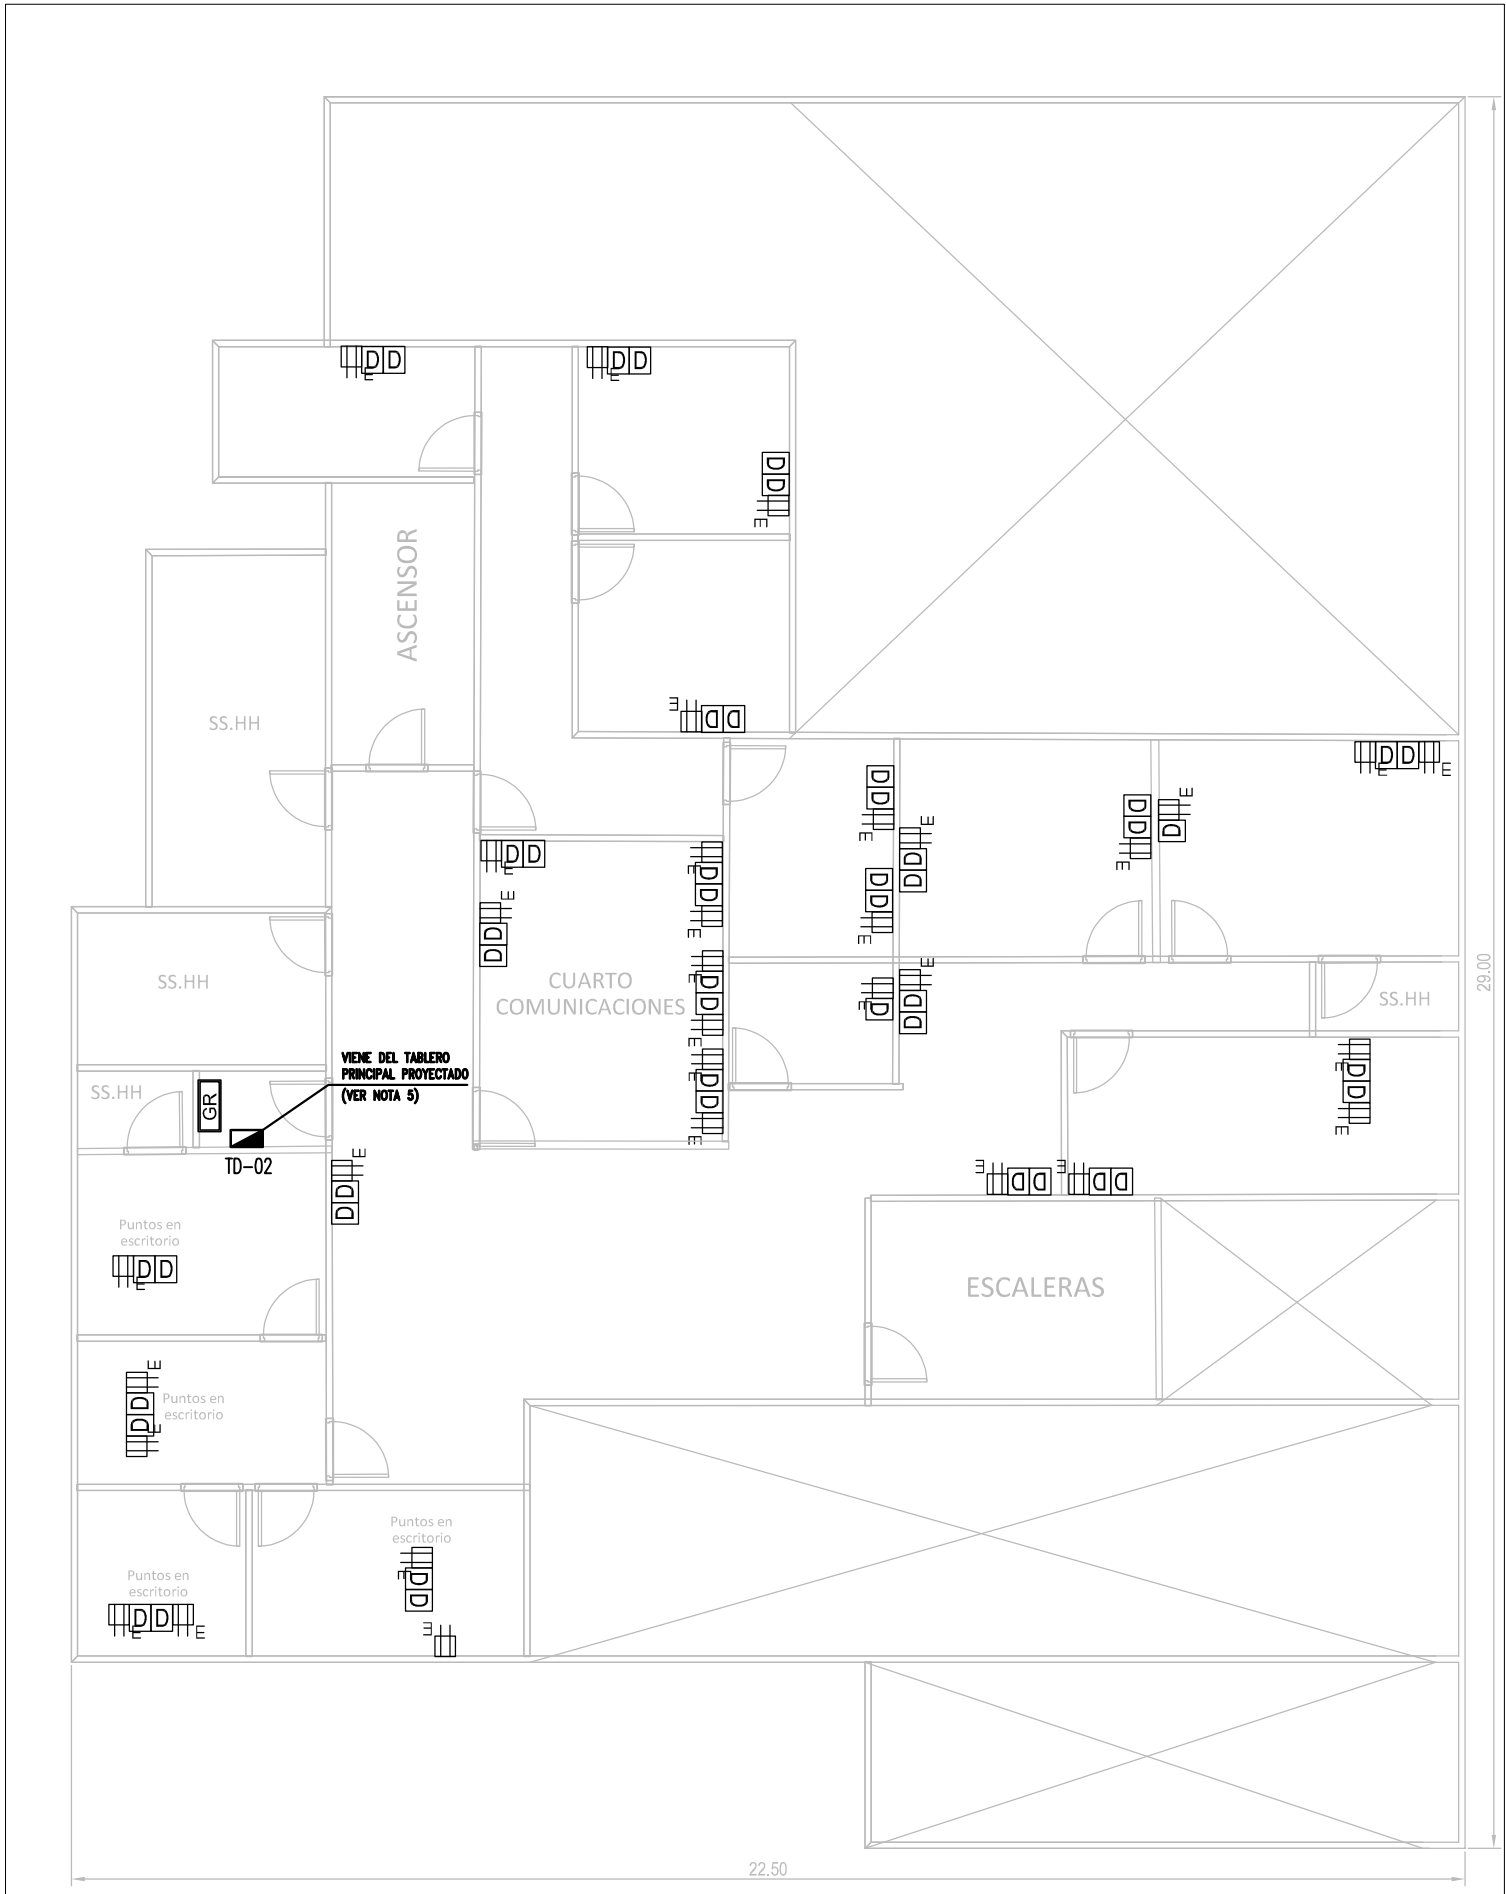 E
D D
E
D D
D D
E
ASCENSOR
SS.HH
E
D D
E
D D
E
D D
E
E
D D
E
D D
E
D
E
D D
E
E
D D
E
D D
E
E
D D
E
D D
E
CUARTO
COMUNICACIONES
E
D D
E
E
D D
E
D
E
D D
SS.HH
SS.HH
29.00
VIENE DEL TABLERO
PRINCIPAL PROYECTADO
(VER NOTA 5)
SS.HH
GR
TD-02
E
D D
E
D D
E
E
D D
E
D D
Puntos en
escritorio
E
D D
ESCALERAS
E
D D
E
Puntos en
escritorio
Puntos en
escritorio
E
D D
E
Puntos en
escritorio
E
D D
E
22.50